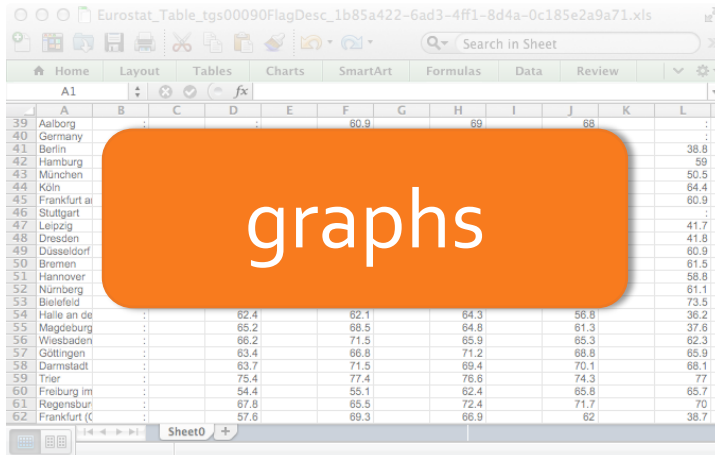 Eurostat_Table_tgs00090FlagDesc_1b85a422-6ad3-4ff1-8d4a-0c185e2a9a71.xls
Search in Sheet
Home Layout Tables Charts SmartArt Formulas Data Review
A1 fx
A B C D E F G H I J K L
39 Aalborg : : 60.9 69 68 :
40 Germany :
41 Berlin 38.8
42 Hamburg 59
43 München 50.5
44 Köln 64.4
45 Frankfurt a 60.9
46 Stuttgart :
47 Leipzig 41.7
48 Dresden 41.8
49 Düsseldorf 60.9
50 Bremen 61.5
51 Hannover 58.8
52 Nürnberg 61.1
53 Bielefeld 73.5
graphs
54 Halle an de : 62.4 62.1 64.3 56.8 36.2
55 Magdeburg : 65.2 68.5 64.8 61.3 37.6
56 Wiesbaden : 66.2 71.5 65.9 65.3 62.3
57 Göttingen : 63.4 66.8 71.2 68.8 65.9
58 Darmstadt : 63.7 71.5 69.4 70.1 68.1
59 Trier : 75.4 77.4 76.6 74.3 77
60 Freiburg im : 54.4 55.1 62.4 65.8 65.7
61 Regensbur : 67.8 65.5 72.4 71.7 70
62 Frankfurt ( : 57.6 69.3 66.9 62 38.7
Sheet0